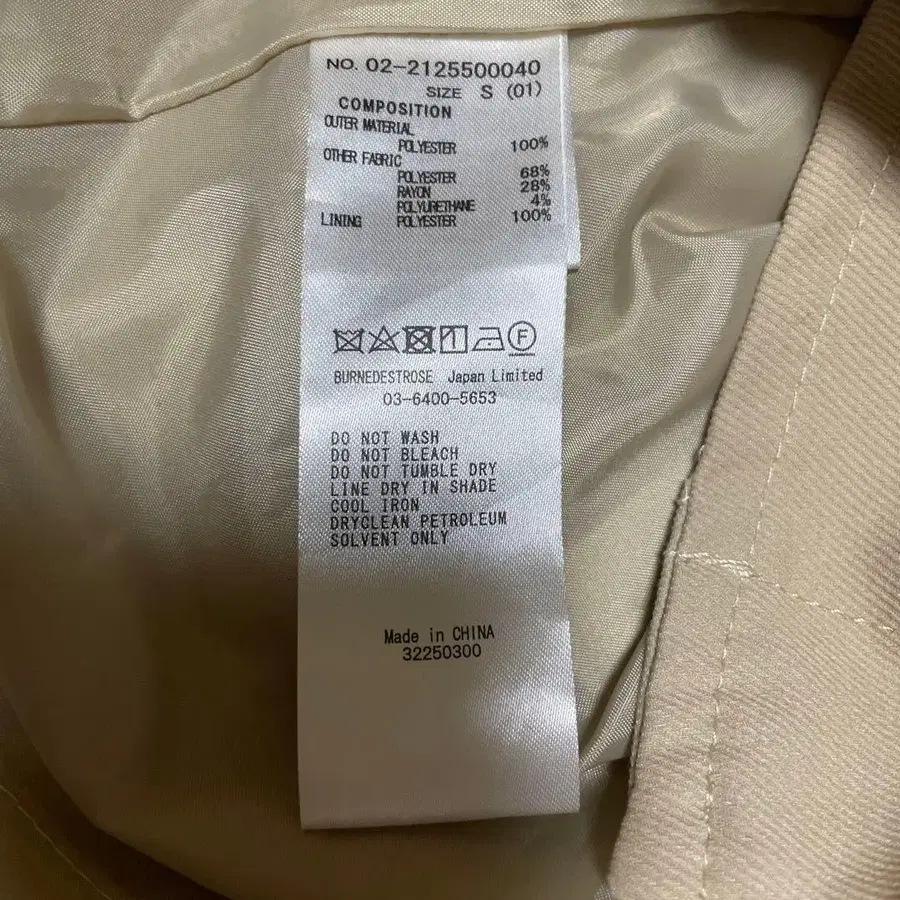 NO. 02-2125500040
SIZE S (01)
COMPOSITION
OUTER MATERIAL
POLYESTER 100%
OTHER FABRIC
POLYESTER 68%
RAYON 28%
POLYURETHANE 4%
LINING POLYESTER 100%
F
BURNEDESTROSE Japan Limited
03-6400-5653
DO NOT WASH
DO NOT BLEACH
DO NOT TUMBLE DRY
LINE DRY IN SHADE
COOL IRON
DRYCLEAN PETROLEUM
SOLVENT ONLY
Made in CHINA
32250300